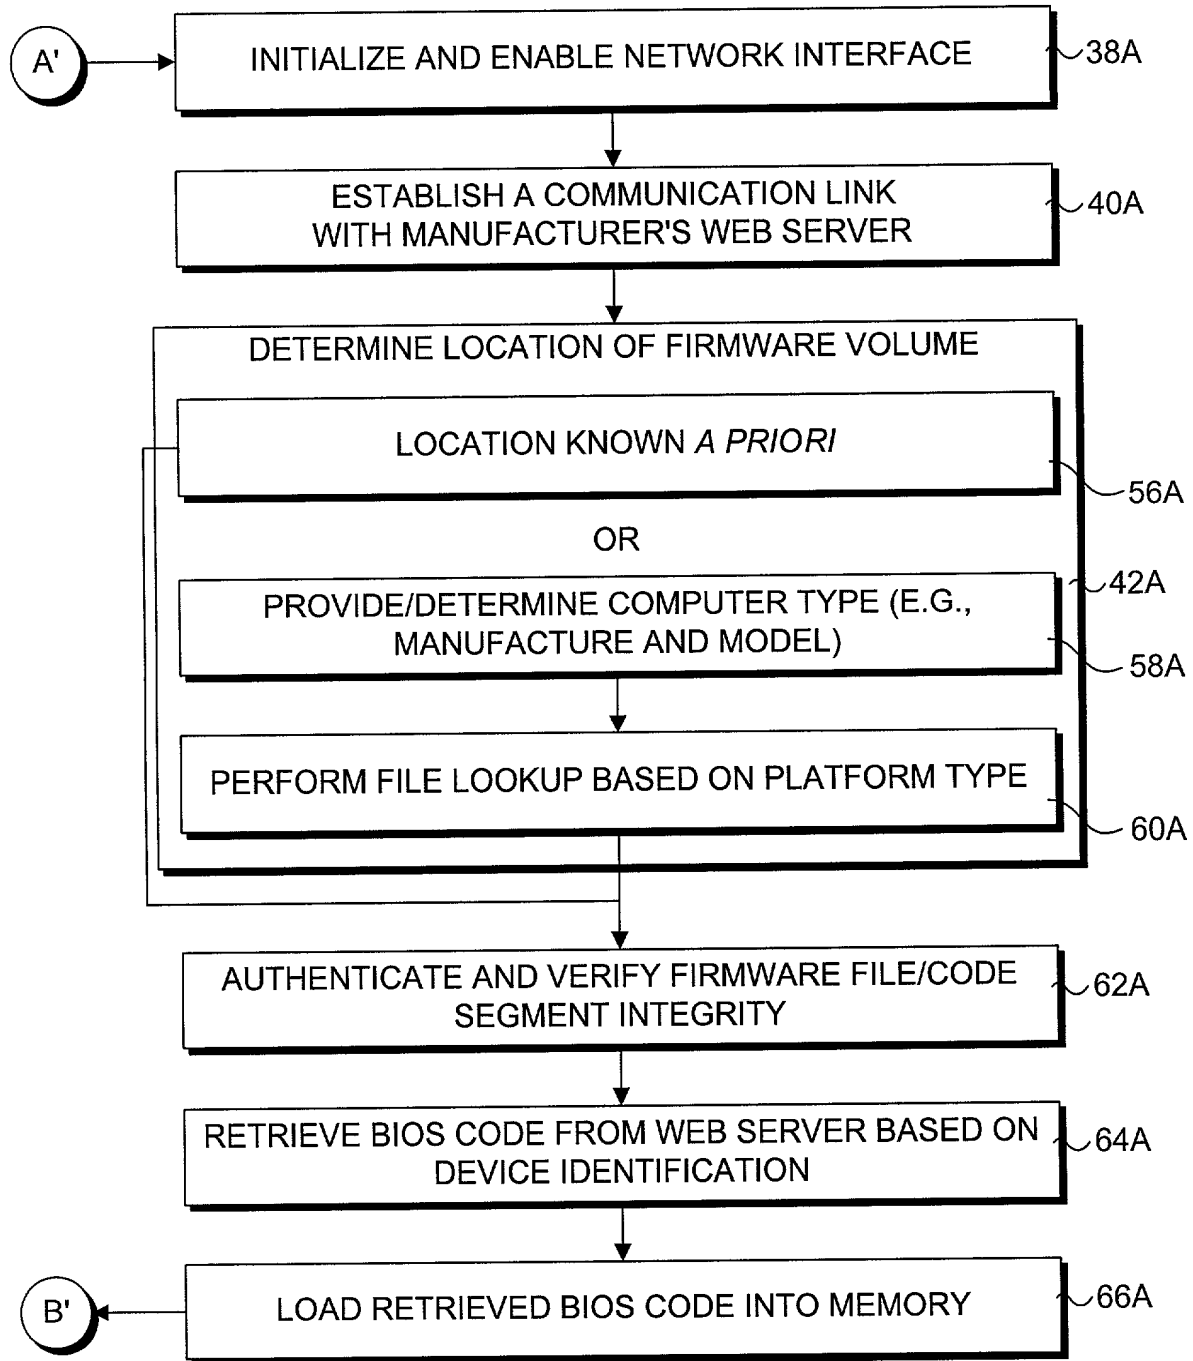 A'
INITIALIZE AND ENABLE NETWORK INTERFACE
38A
ESTABLISH A COMMUNICATION LINK
WITH MANUFACTURER'S WEB SERVER
40A
DETERMINE LOCATION OF FIRMWARE VOLUME
LOCATION KNOWN A PRIORI
56A
OR
42A
PROVIDE/DETERMINE COMPUTER TYPE (E.G.,
MANUFACTURE AND MODEL)
58A
PERFORM FILE LOOKUP BASED ON PLATFORM TYPE
60A
AUTHENTICATE AND VERIFY FIRMWARE FILE/CODE
SEGMENT INTEGRITY
62A
RETRIEVE BIOS CODE FROM WEB SERVER BASED ON
DEVICE IDENTIFICATION
64A
B'
LOAD RETRIEVED BIOS CODE INTO MEMORY
66A